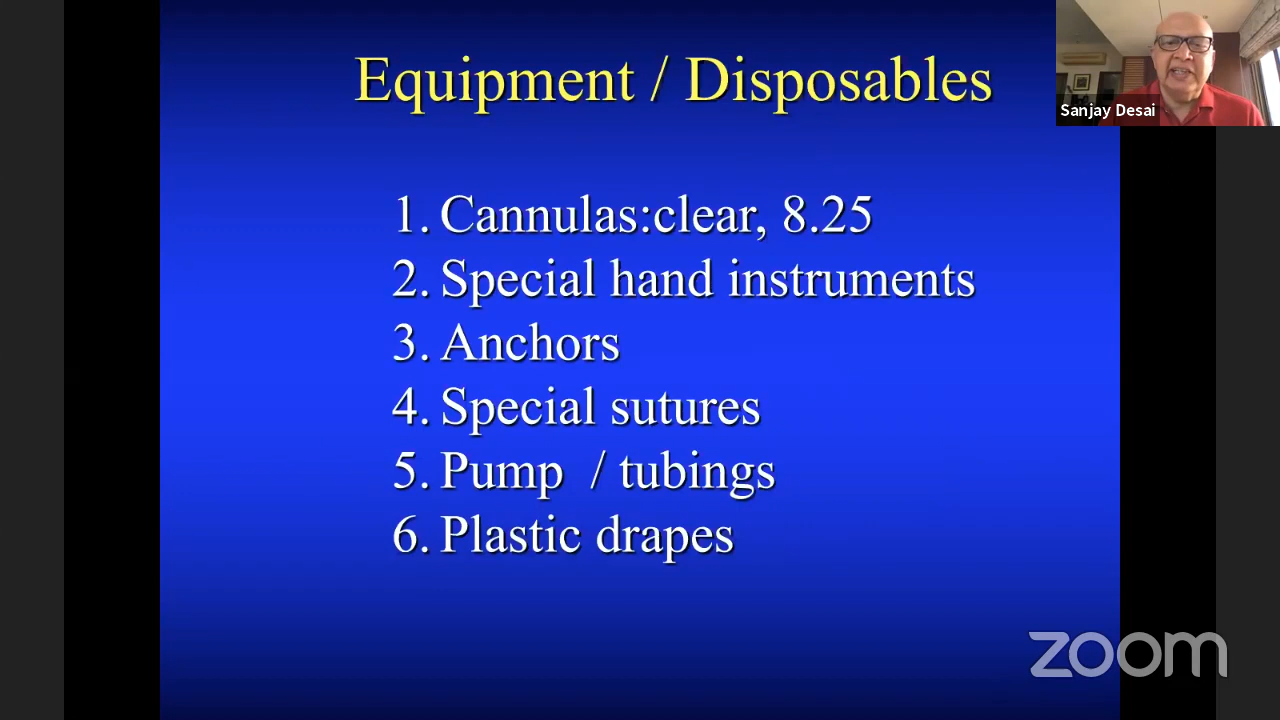 Equipment / Disposables
Sanjay Desai
1. Cannulas:clear, 8.25
2. Special hand instruments
3. Anchors
4. Special sutures
5. Pump / tubings
6. Plastic drapes
zoom